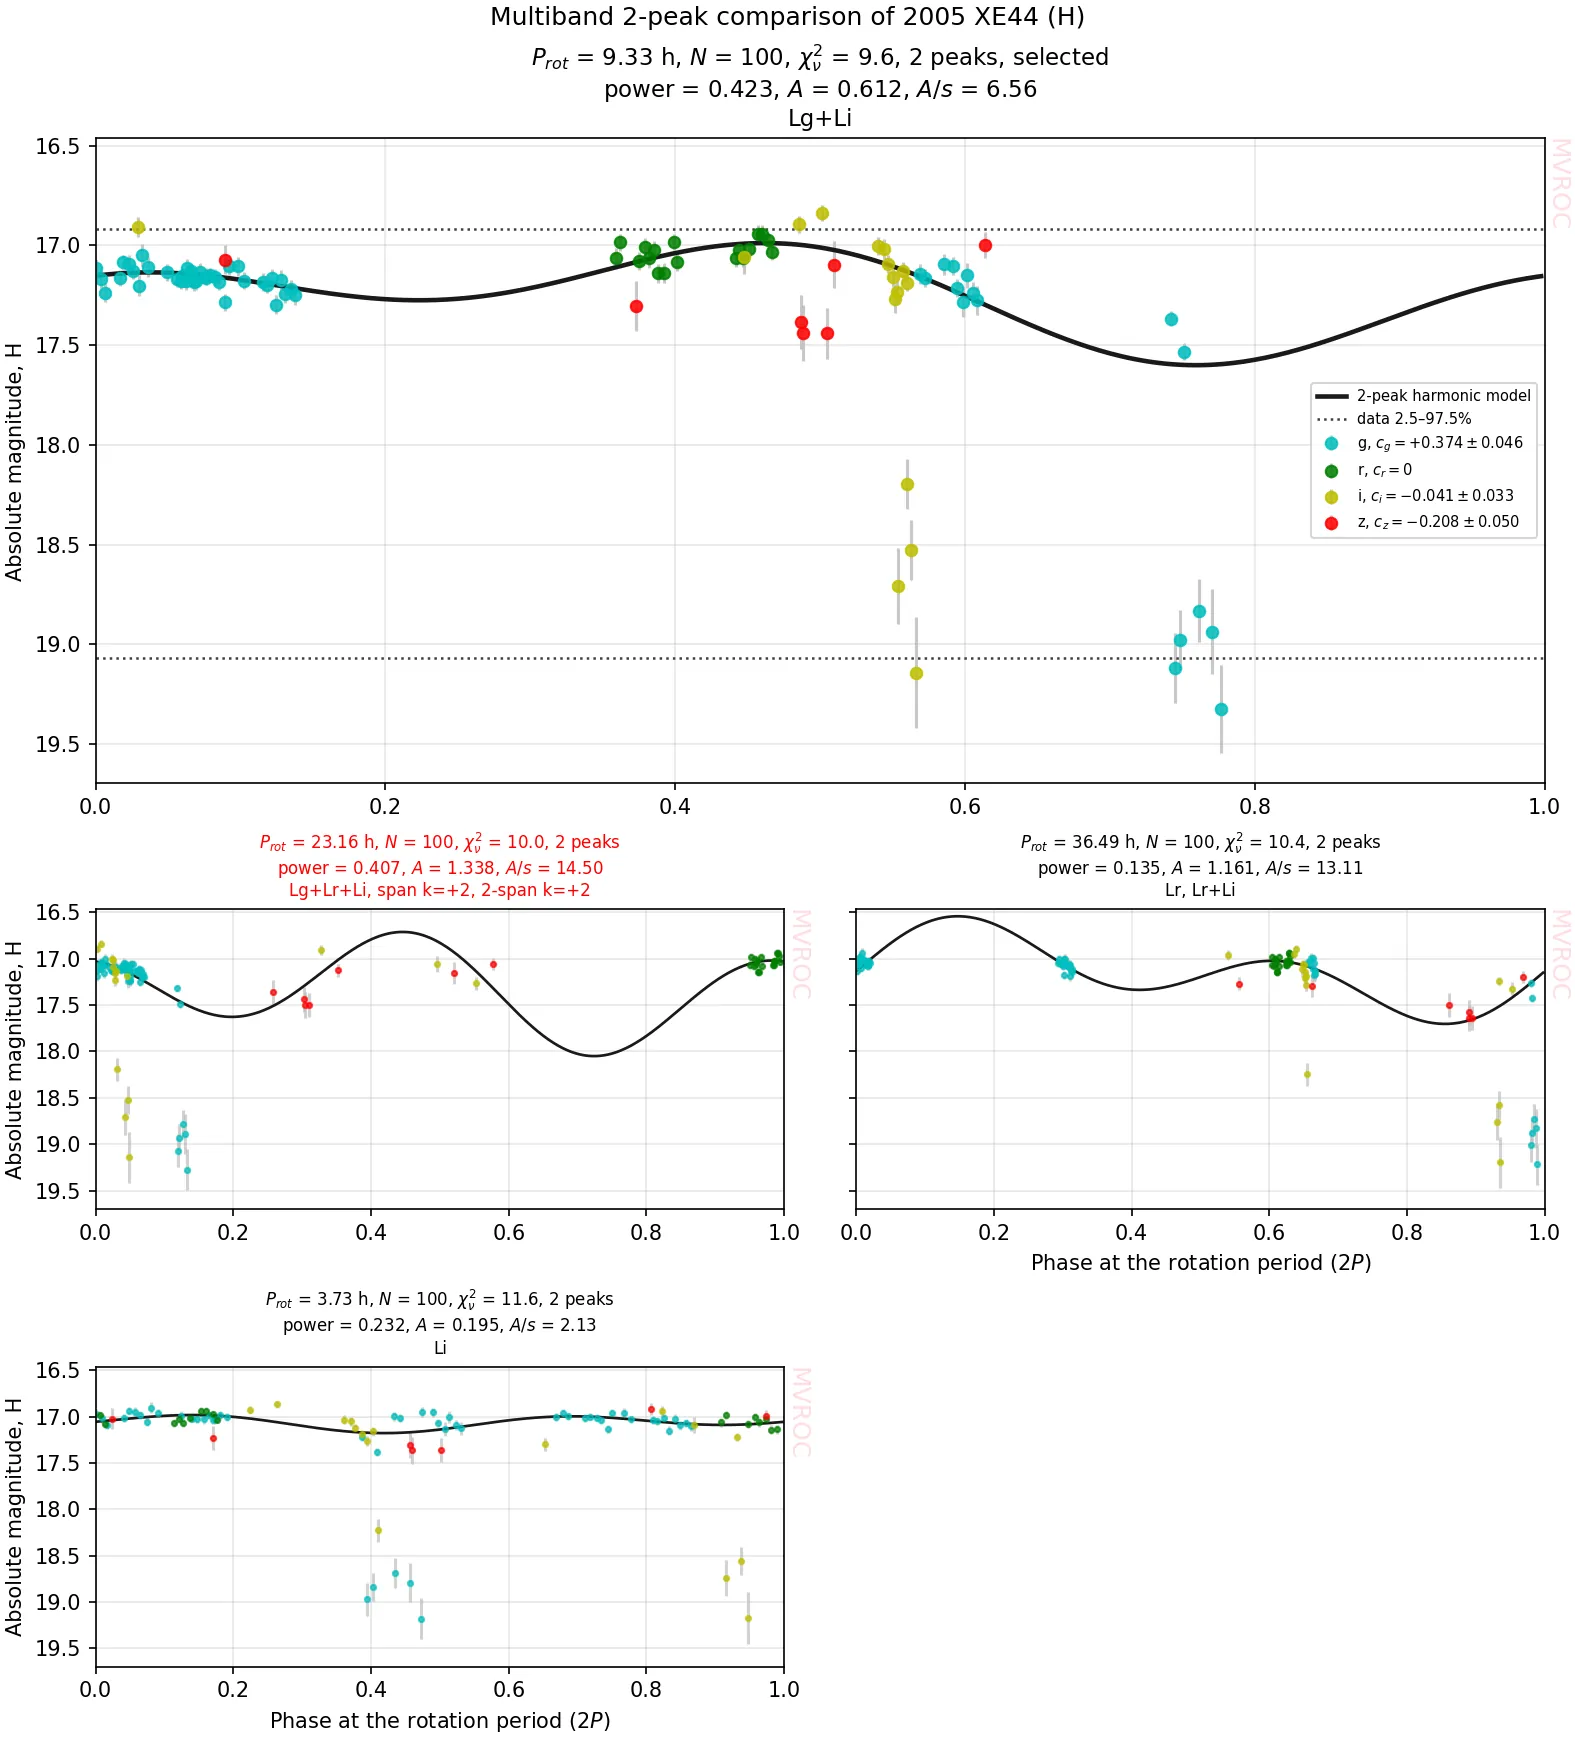 Multiband 2-peak comparison of 2005 XE44 (H)
P_rot = 9.33 h, N = 100, χ²_ν = 9.6, 2 peaks, selected
power = 0.423, A = 0.612, A/s = 6.56
Lg+Li
MVROC
Absolute magnitude, H
16.5
17.0
17.5
18.0
18.5
19.0
19.5
2-peak harmonic model
data 2.5–97.5%
g, c_g = +0.374 ± 0.046
r, c_r = 0
i, c_i = −0.041 ± 0.033
z, c_z = −0.208 ± 0.050
0.0 0.2 0.4 0.6 0.8 1.0
P_rot = 23.16 h, N = 100, χ²_ν = 10.0, 2 peaks
power = 0.407, A = 1.338, A/s = 14.50
Lg+Lr+Li, span k=+2, 2-span k=+2
MVROC
Absolute magnitude, H
16.5
17.0
17.5
18.0
18.5
19.0
19.5
0.0 0.2 0.4 0.6 0.8 1.0
P_rot = 36.49 h, N = 100, χ²_ν = 10.4, 2 peaks
power = 0.135, A = 1.161, A/s = 13.11
Lr, Lr+Li
MVROC
0.0 0.2 0.4 0.6 0.8 1.0
Phase at the rotation period (2P)
P_rot = 3.73 h, N = 100, χ²_ν = 11.6, 2 peaks
power = 0.232, A = 0.195, A/s = 2.13
Li
MVROC
Absolute magnitude, H
16.5
17.0
17.5
18.0
18.5
19.0
19.5
0.0 0.2 0.4 0.6 0.8 1.0
Phase at the rotation period (2P)